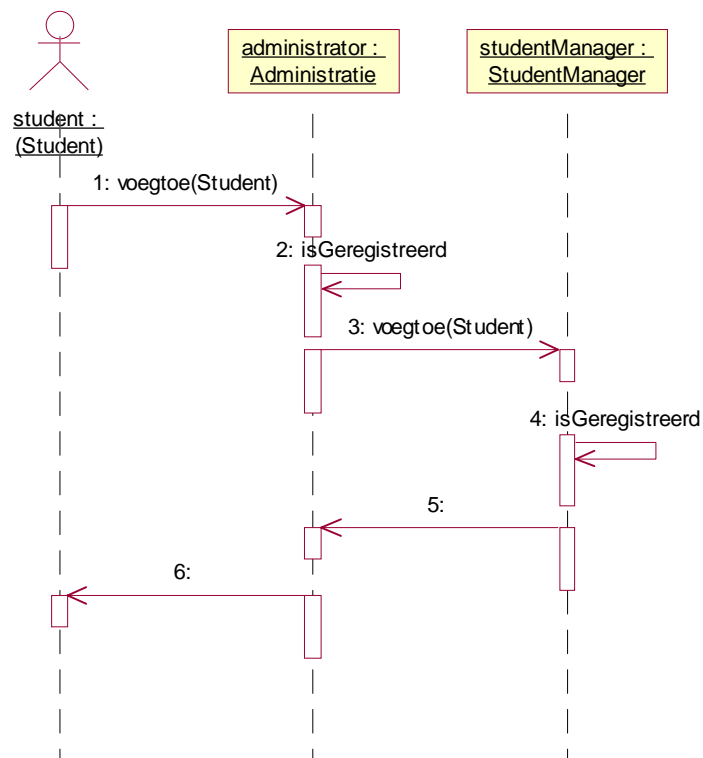 administrator :
Administratie
studentManager :
StudentManager
student :
(Student)
1: voegtoe(Student)
2: isGeregistreerd
3: voegtoe(Student)
4: isGeregistreerd
5:
6: